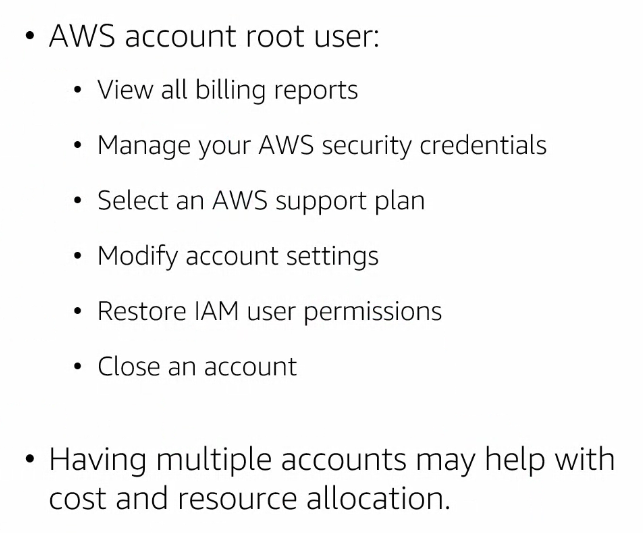 • AWS account root user:
• View all billing reports
• Manage your AWS security credentials
• Select an AWS support plan
• Modify account settings
• Restore IAM user permissions
• Close an account
• Having multiple accounts may help with
cost and resource allocation.